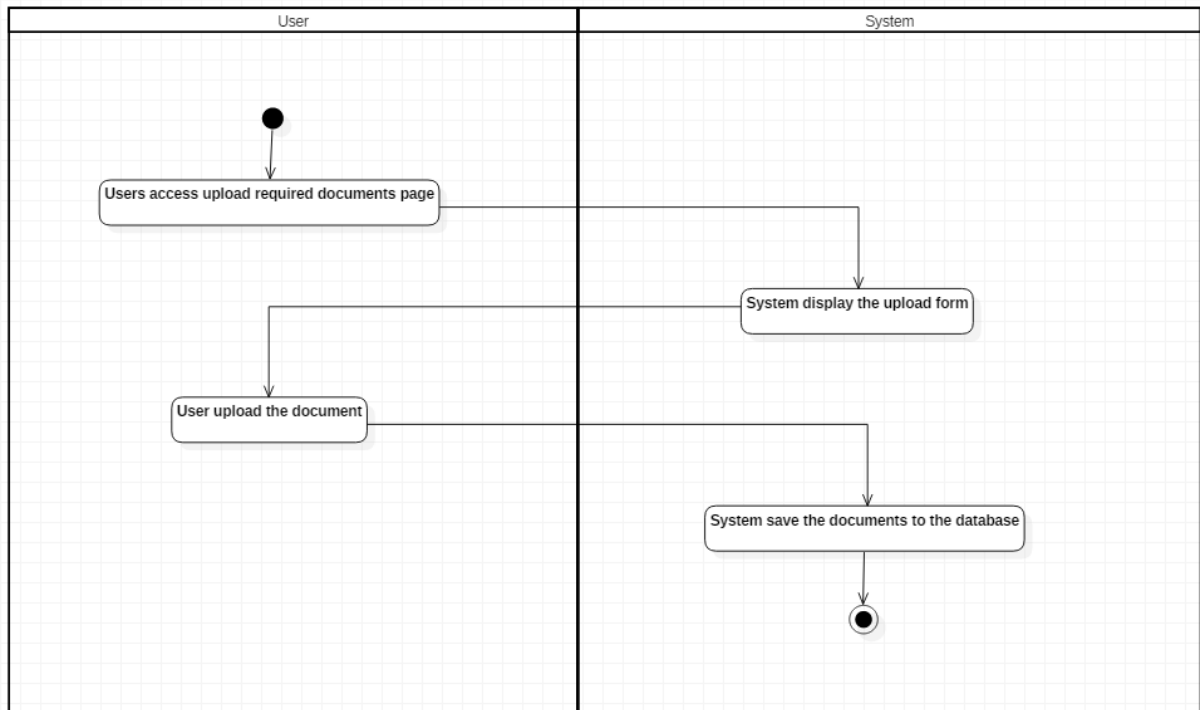 User
System
Users access upload required documents page
System display the upload form
User upload the document
System save the documents to the database